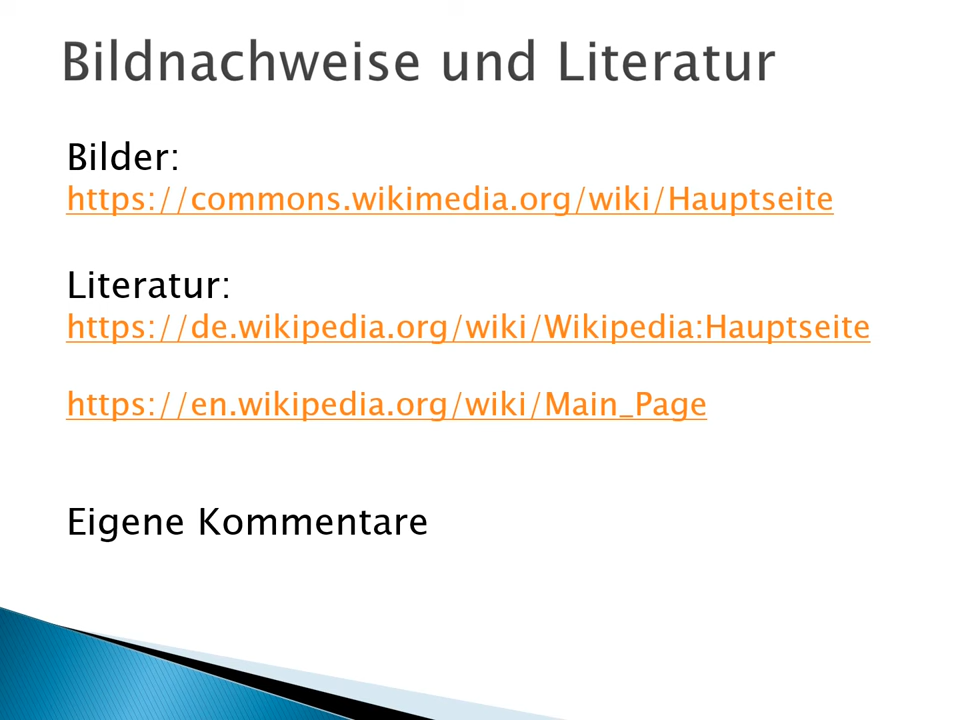 Bildnachweise und Literatur
Bilder:
https://commons.wikimedia.org/wiki/Hauptseite
Literatur:
https://de.wikipedia.org/wiki/Wikipedia:Hauptseite
https://en.wikipedia.org/wiki/Main_Page
Eigene Kommentare